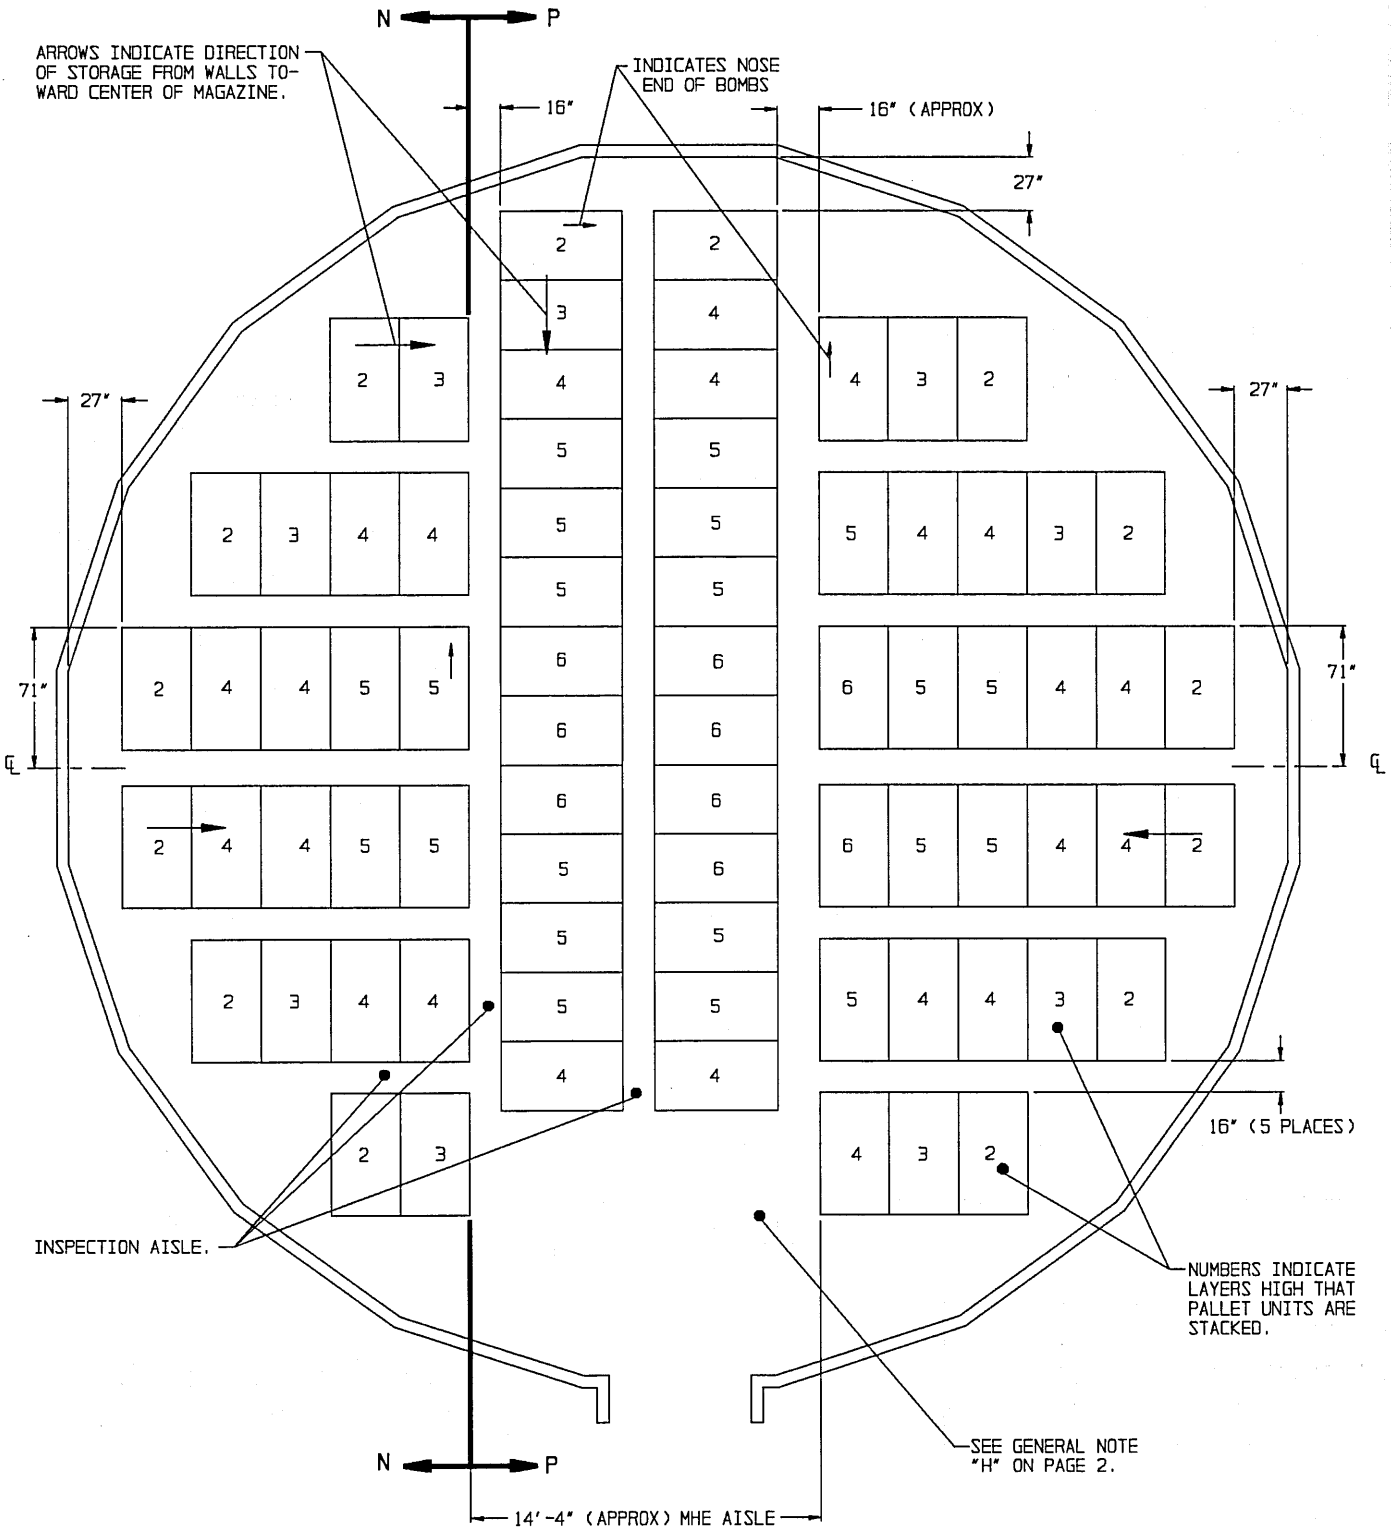 N P
ARROWS INDICATE DIRECTION
OF STORAGE FROM WALLS TO-
WARD CENTER OF MAGAZINE.
INDICATES NOSE
END OF BOMBS
16"
16" (APPROX)
27"
2 2
3 4
2 3 4 4 4 3 2
27" 27"
5 5
2 3 4 4 5 5 5 4 4 3 2
5 5
6 6
71" 2 4 4 5 5 6 5 5 4 4 2 71"
6 6
℄ ℄
6 6
2 4 4 5 5 6 5 5 4 4 2
5 6
5 5
2 3 4 4 5 5 5 4 4 3 2
4 4
16" (5 PLACES)
2 3 4 3 2
INSPECTION AISLE.
NUMBERS INDICATE
LAYERS HIGH THAT
PALLET UNITS ARE
STACKED.
SEE GENERAL NOTE
"H" ON PAGE 2.
N P
14'-4" (APPROX) MHE AISLE